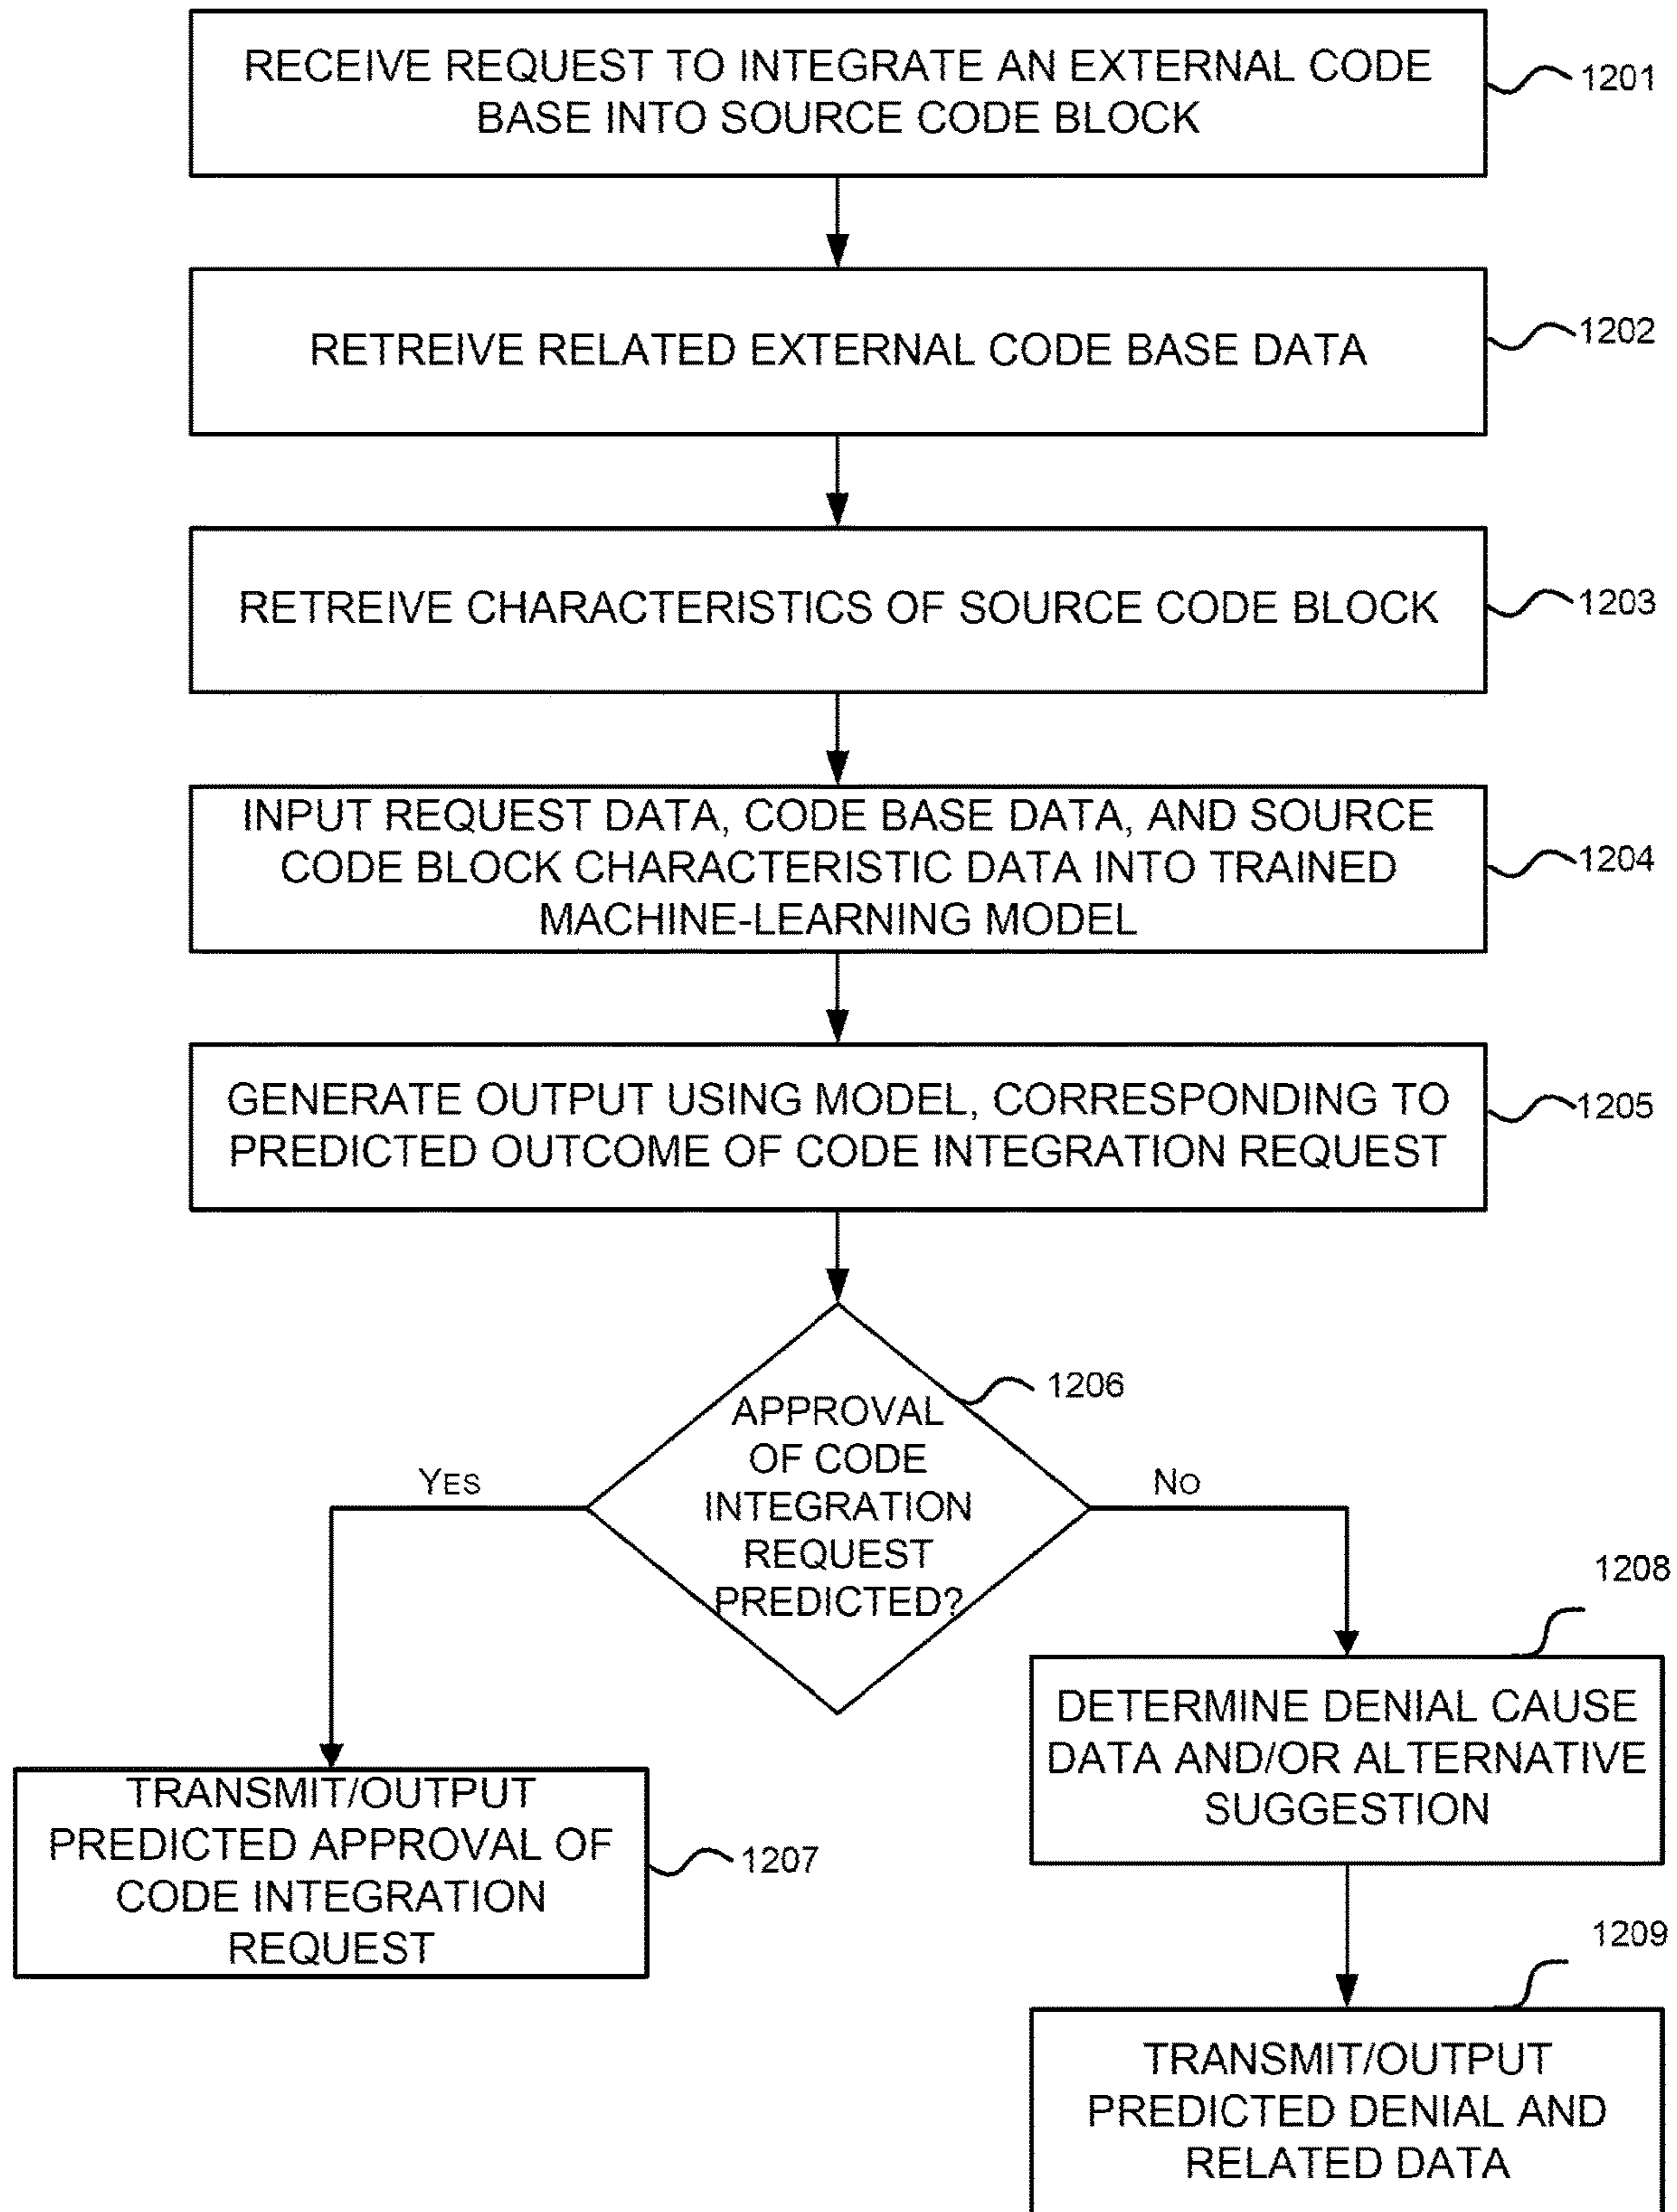 RECEIVE REQUEST TO INTEGRATE AN EXTERNAL CODE
BASE INTO SOURCE CODE BLOCK
1201
RETREIVE RELATED EXTERNAL CODE BASE DATA
1202
RETREIVE CHARACTERISTICS OF SOURCE CODE BLOCK
1203
INPUT REQUEST DATA, CODE BASE DATA, AND SOURCE
CODE BLOCK CHARACTERISTIC DATA INTO TRAINED
MACHINE-LEARNING MODEL
1204
GENERATE OUTPUT USING MODEL, CORRESPONDING TO
PREDICTED OUTCOME OF CODE INTEGRATION REQUEST
1205
1206
APPROVAL
OF CODE
INTEGRATION
REQUEST
PREDICTED?
YES
NO
TRANSMIT/OUTPUT
PREDICTED APPROVAL OF
CODE INTEGRATION
REQUEST
1207
1208
DETERMINE DENIAL CAUSE
DATA AND/OR ALTERNATIVE
SUGGESTION
1209
TRANSMIT/OUTPUT
PREDICTED DENIAL AND
RELATED DATA